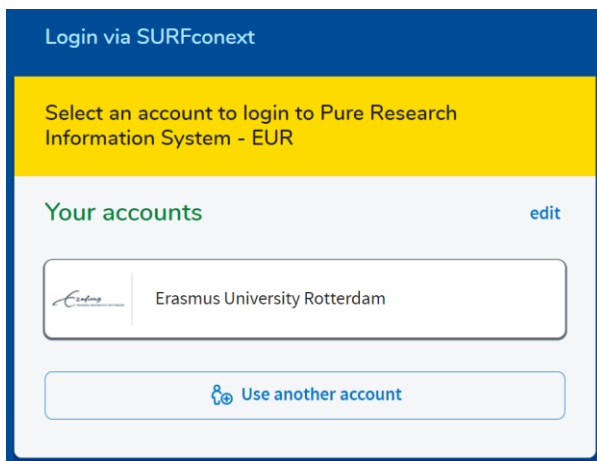 Login via SURFconext
Select an account to login to Pure Research
Information System - EUR
Your accounts
edit
Erasmus
Erasmus University Rotterdam
Use another account